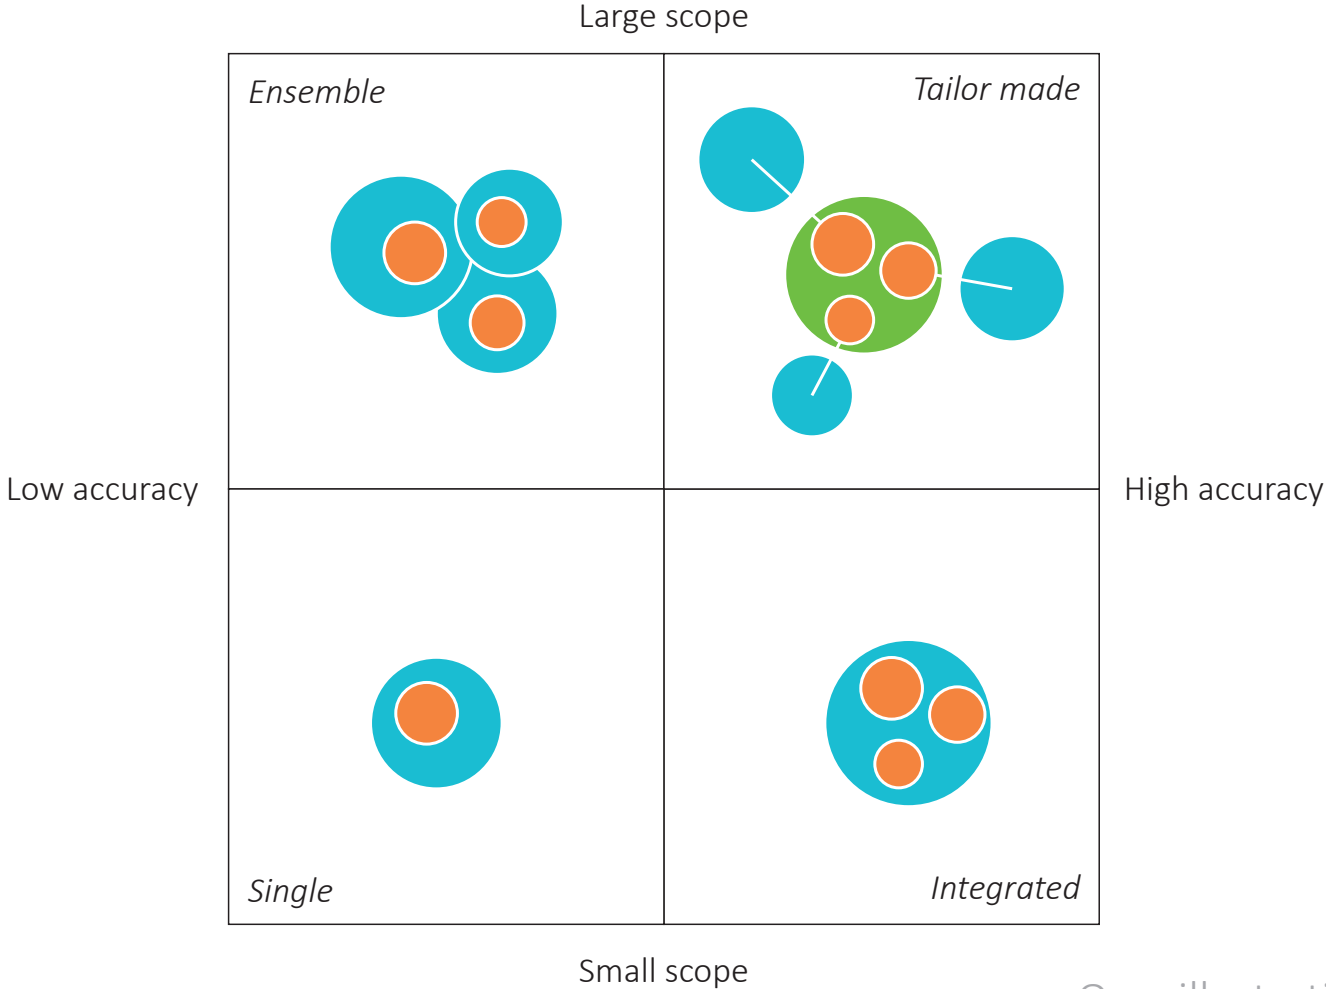 Large scope
Ensemble
Tailor made
Low accuracy
High accuracy
Single
Integrated
Small scope